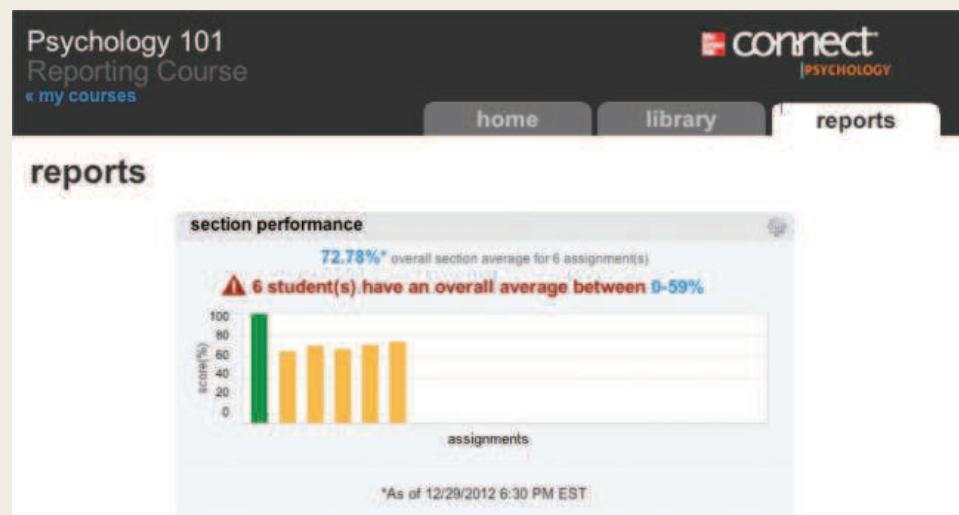 Psychology 101
Reporting Course
« my courses
connect
PSYCHOLOGY
home library reports
reports
section performance
72.78%* overall section average for 6 assignment(s)
6 student(s) have an overall average between 0-59%
100
80
60
40
20
0
score(%)
assignments
*As of 12/29/2012 6:30 PM EST